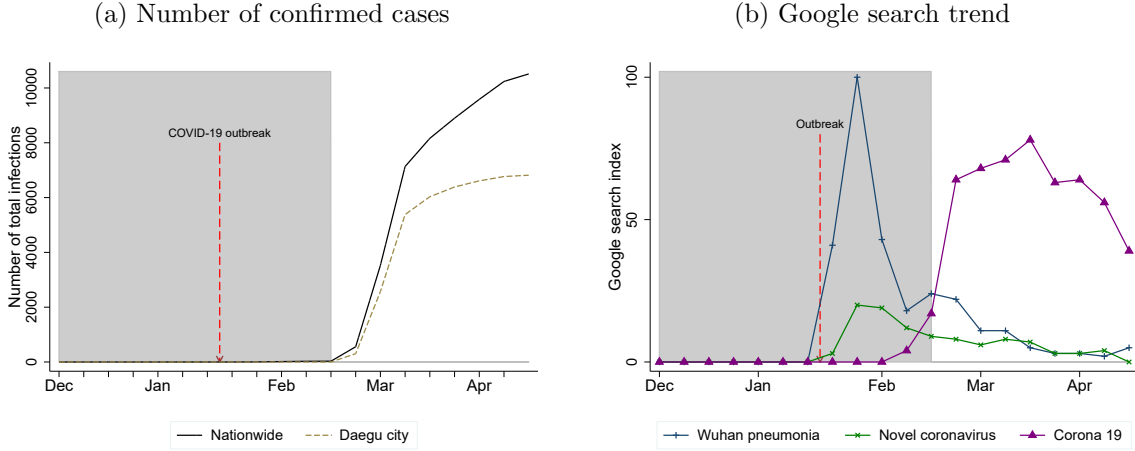 (a) Number of confirmed cases
Number of total infections
10000
8000
6000
4000
2000
0
COVID-19 outbreak
Dec Jan Feb Mar Apr
Nationwide Daegu city
(b) Google search trend
Google search index
100
50
0
Outbreak
Dec Jan Feb Mar Apr
Wuhan pneumonia Novel coronavirus Corona 19